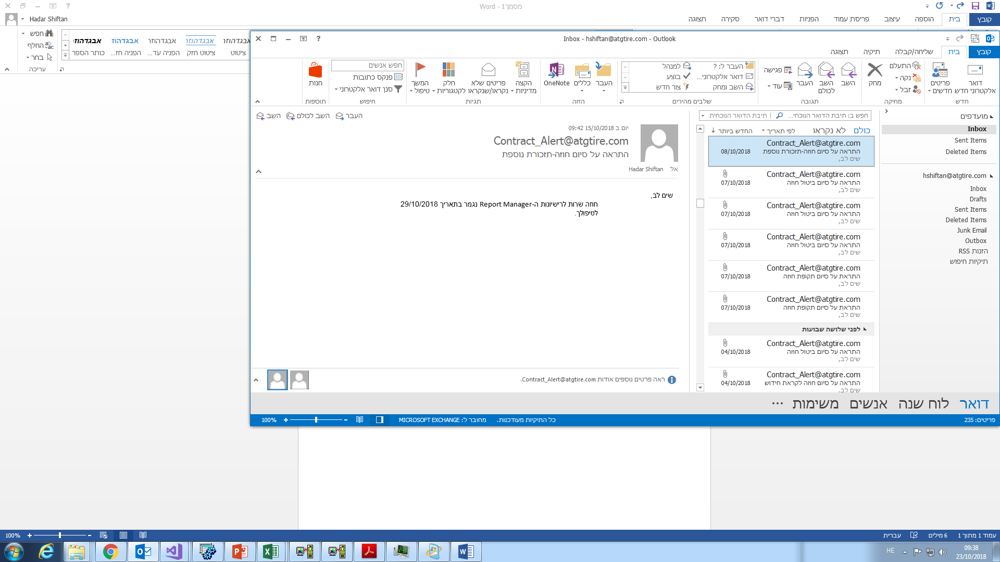 מסמך1 - Word
Hadar Shiftan
קובץ
בית
הוספה
עיצוב
פריסת עמוד
הפניות
דברי דואר
סקירה
תצוגה
חפש
החלף
בחר
עריכה
אבגדהוזר
ציטוט
אבגדהוזר
ציטוט חזק
אבגדהוזר
הפניה עד...
אבגדהוז
הפניה חז...
אבגדהוזר
כותר הספר
Inbox - hshiftan@atgtire.com - Outlook
קובץ
בית
שליחה/קבלה
תיקיה
תצוגה
דואר
אלקטרוני חדש
פריטים
חדשים
חדש
התעלם
נקה
זבל
מחק
מחיקה
השב
השב
לכולם
העבר
פגישה
עוד
תגובה
העבר ל: ?
דואר אלקטרוני...
השב ומחק
למנהל
בוצע
צור חדש
שלבים מהירים
העבר
כללים
OneNote
הזזה
הקצה
מדיניות
פריטים שלא
נקראו/שנקראו
חלק
לקטגוריות
המשך
טיפול
תגיות
חפש אנשים
פנקס כתובות
סנן דואר אלקטרוני
חיפוש
חנות
תוספות
מועדפים
Inbox
Sent Items
Deleted Items
hshiftan@atgtire.com
Inbox
Drafts
Sent Items
Deleted Items
Junk Email
Outbox
הזנות RSS
תיקיות חיפוש
חפש ב: תיבת הדואר הנוכחי...
תיבת הדואר הנוכחית
כולם
לא נקראו
לפי תאריך
החדש ביותר
Contract_Alert@atgtire.com
התראה על סיום חוזה-תזכורת נוספת
08/10/2018
שים לב,
Contract_Alert@atgtire.com
התראה על סיום ביטול חוזה
07/10/2018
שים לב,
Contract_Alert@atgtire.com
התראה על סיום ביטול חוזה
07/10/2018
שים לב,
Contract_Alert@atgtire.com
התראה על סיום ביטול חוזה
07/10/2018
שים לב,
Contract_Alert@atgtire.com
התראת על סיום תקופת חוזה
07/10/2018
שים לב,
Contract_Alert@atgtire.com
התראת על סיום תקופת חוזה
07/10/2018
שים לב,
לפני שלושה שבועות
Contract_Alert@atgtire.com
התראה על סיום ביטול חוזה
04/10/2018
שים לב,
Contract_Alert@atgtire.com
התראה על סיום חוזה לקראת חידוש
04/10/2018
שים לב,
העבר
השב לכולם
השב
יום ב 15/10/2018 09:42
Contract_Alert@atgtire.com
התראה על סיום חוזה-תזכורת נוספת
אל Hadar Shiftan
שים לב,
חוזה שרות לרישיונות ה-Report Manager נגמר בתאריך 29/10/2018
לטיפולך.
ראה פרטים נוספים אודות Contract_Alert@atgtire.com.
דואר
לוח שנה
אנשים
משימות
...
פריטים: 235
כל התיקיות מעודכנות.
מחובר ל: MICROSOFT EXCHANGE
100%
עמוד 1 מתוך 1
6 מילים
עברית
100%
HE
09:38
23/10/2018